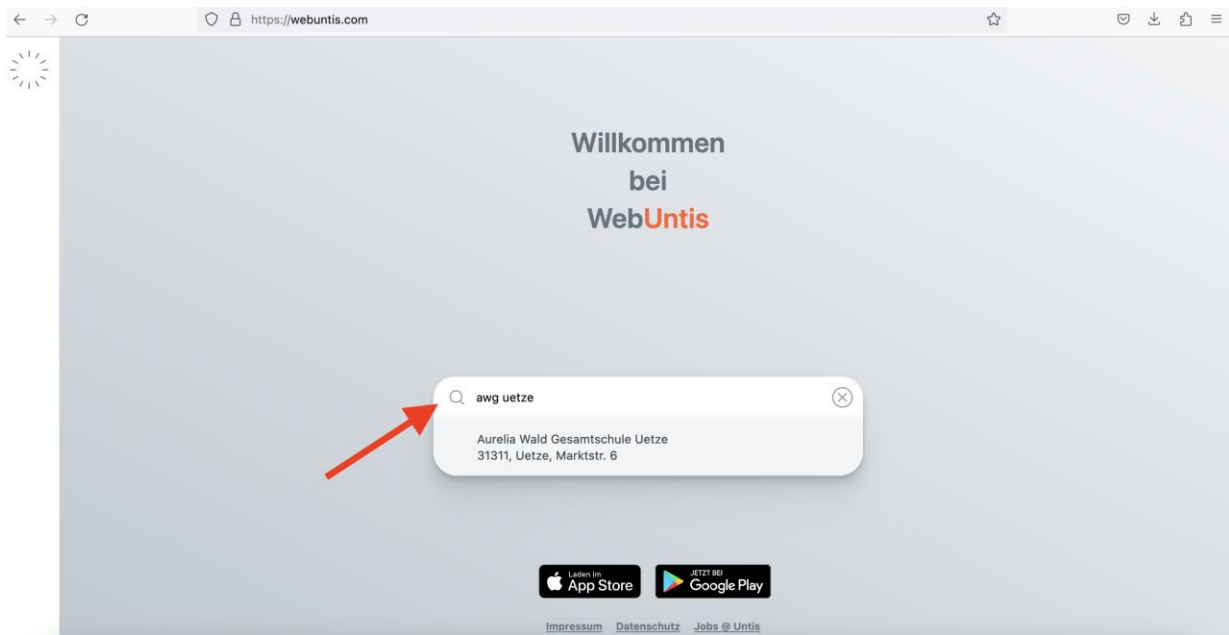 https://webuntis.com
Willkommen
bei
WebUntis
awg uetze
Aurelia Wald Gesamtschule Uetze
31311, Uetze, Marktstr. 6
Laden im
App Store
JETZT BEI
Google Play
Impressum Datenschutz Jobs @ Untis